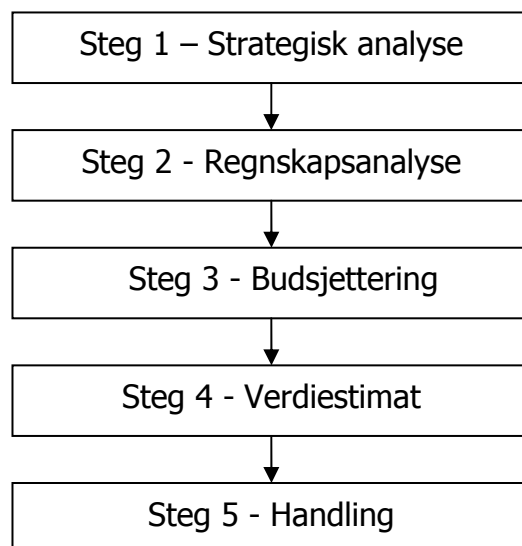 Steg 1 – Strategisk analyse
Steg 2 - Regnskapsanalyse
Steg 3 - Budsjettering
Steg 4 - Verdiestimat
Steg 5 - Handling